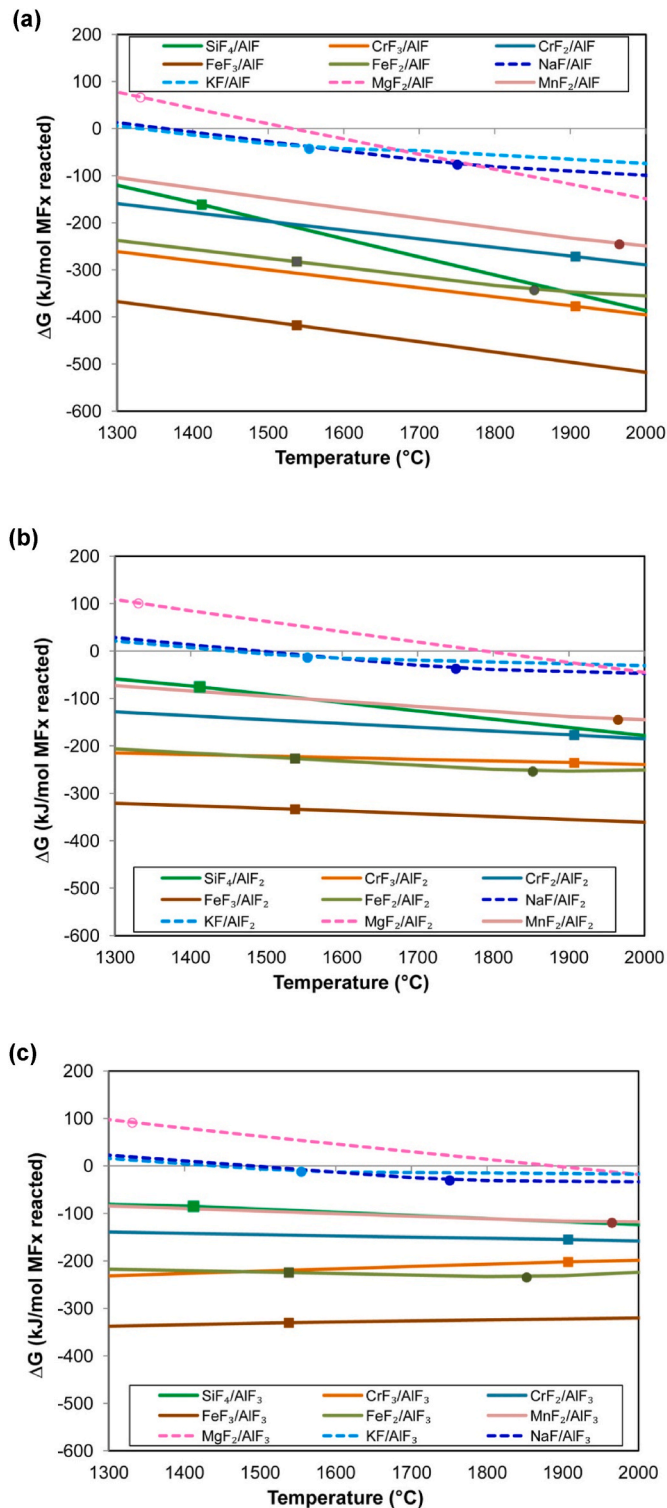 (a)
200
100
0
-100
-200
-300
-400
-500
-600
ΔG (kJ/mol MFx reacted)
SiF₄/AlF CrF₃/AlF CrF₂/AlF
FeF₃/AlF FeF₂/AlF NaF/AlF
KF/AlF MgF₂/AlF MnF₂/AlF
1300 1400 1500 1600 1700 1800 1900 2000
Temperature (°C)
(b)
200
100
0
-100
-200
-300
-400
-500
-600
ΔG (kJ/mol MFx reacted)
SiF₄/AlF₂ CrF₃/AlF₂ CrF₂/AlF₂
FeF₃/AlF₂ FeF₂/AlF₂ NaF/AlF₂
KF/AlF₂ MgF₂/AlF₂ MnF₂/AlF₂
1300 1400 1500 1600 1700 1800 1900 2000
Temperature (°C)
(c)
200
100
0
-100
-200
-300
-400
-500
-600
ΔG (kJ/mol MFx reacted)
SiF₄/AlF₃ CrF₃/AlF₃ CrF₂/AlF₃
FeF₃/AlF₃ FeF₂/AlF₃ MnF₂/AlF₃
MgF₂/AlF₃ KF/AlF₃ NaF/AlF₃
1300 1400 1500 1600 1700 1800 1900 2000
Temperature (°C)